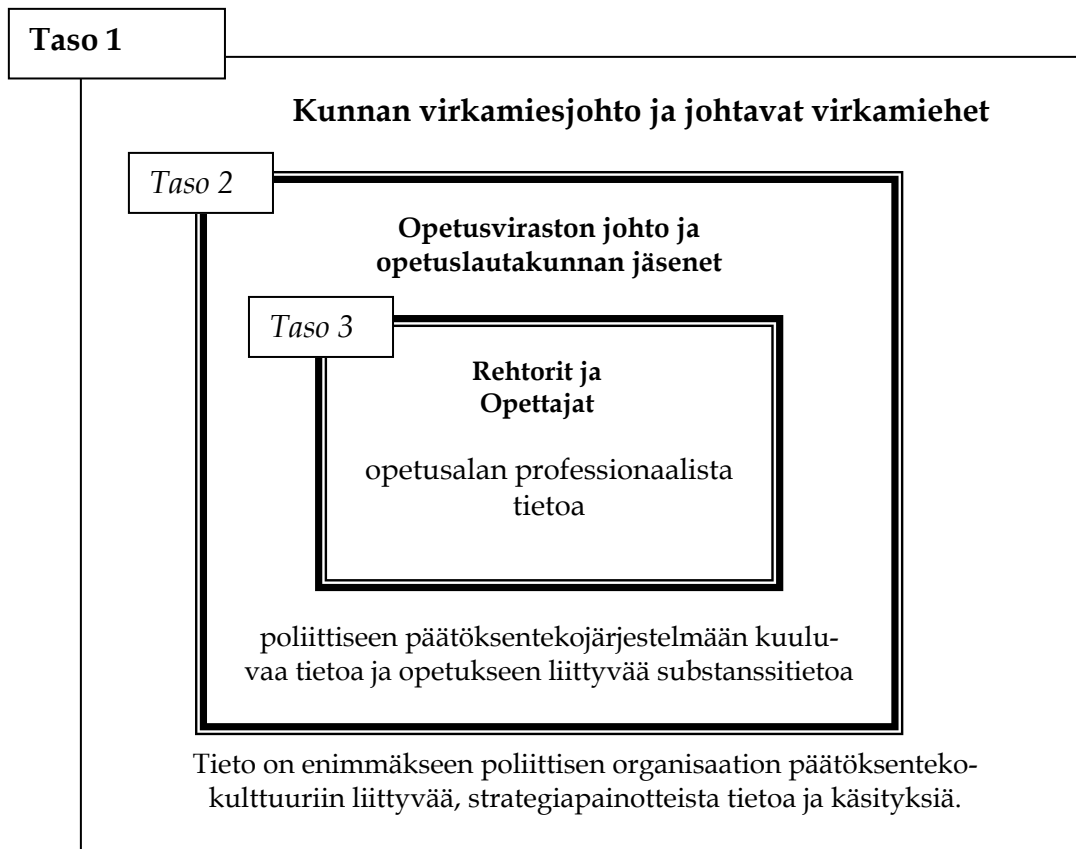 Taso 1
Kunnan virkamiesjohto ja johtavat virkamiehet
Taso 2
Opetusviraston johto ja
opetuslautakunnan jäsenet
Taso 3
Rehtorit ja
Opettajat
opetusalan professionaalista
tietoa
poliittiseen päätöksentekojärjestelmään kuulu-
vaa tietoa ja opetukseen liittyvää substanssitietoa
Tieto on enimmäkseen poliittisen organisaation päätöksenteko-
kulttuuriin liittyvää, strategiapainotteista tietoa ja käsityksiä.